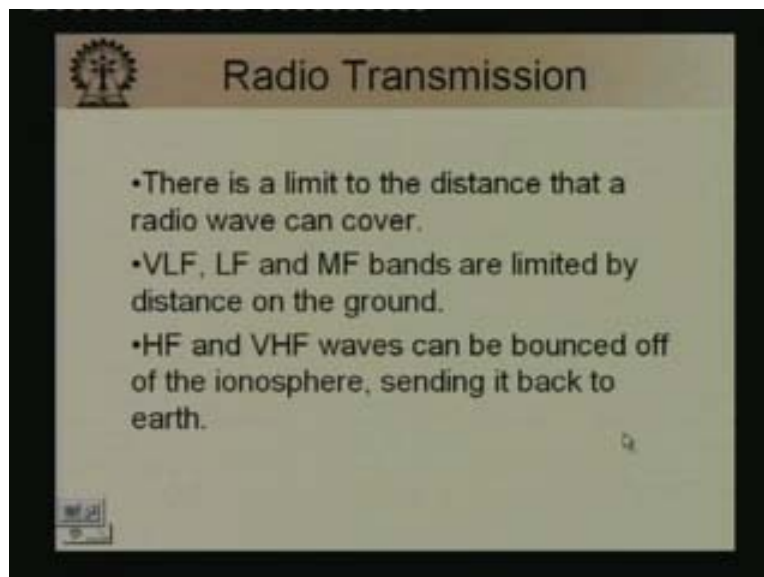 Radio Transmission
•There is a limit to the distance that a
radio wave can cover.
•VLF, LF and MF bands are limited by
distance on the ground.
•HF and VHF waves can be bounced off
of the ionosphere, sending it back to
earth.